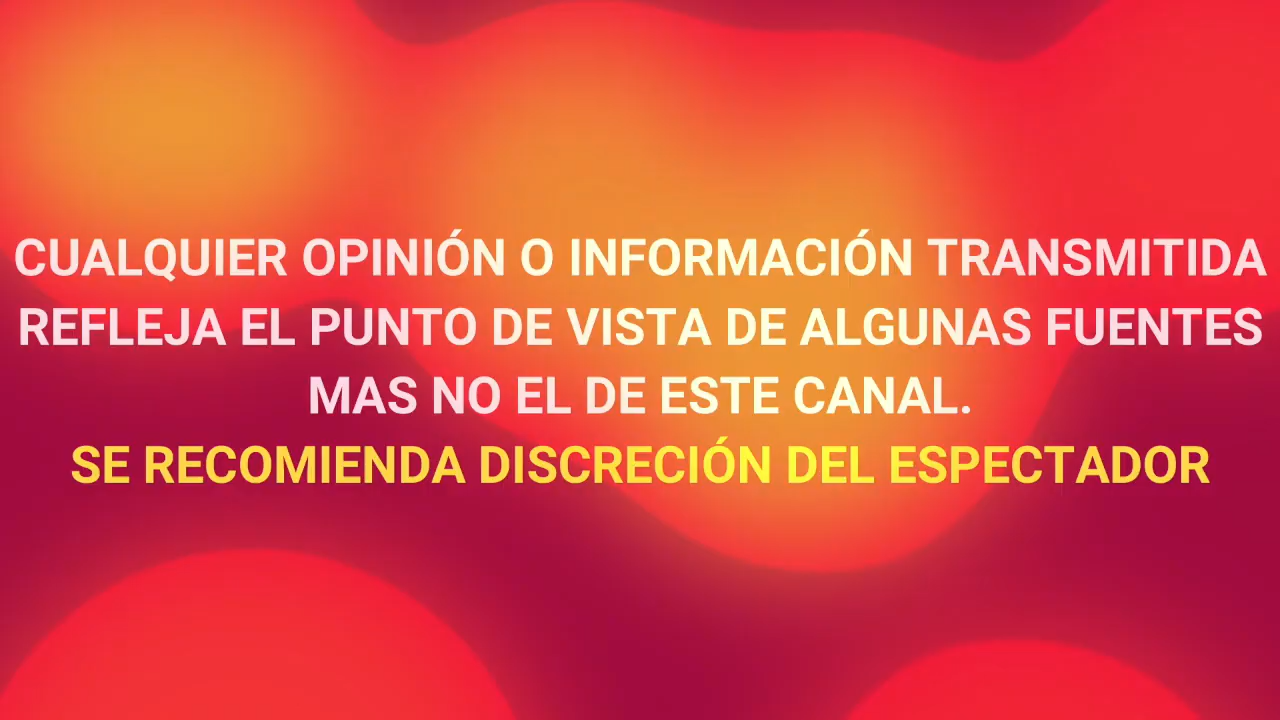 CUALQUIER OPINIÓN O INFORMACIÓN TRANSMITIDA
REFLEJA EL PUNTO DE VISTA DE ALGUNAS FUENTES
MAS NO EL DE ESTE CANAL.
SE RECOMIENDA DISCRECIÓN DEL ESPECTADOR